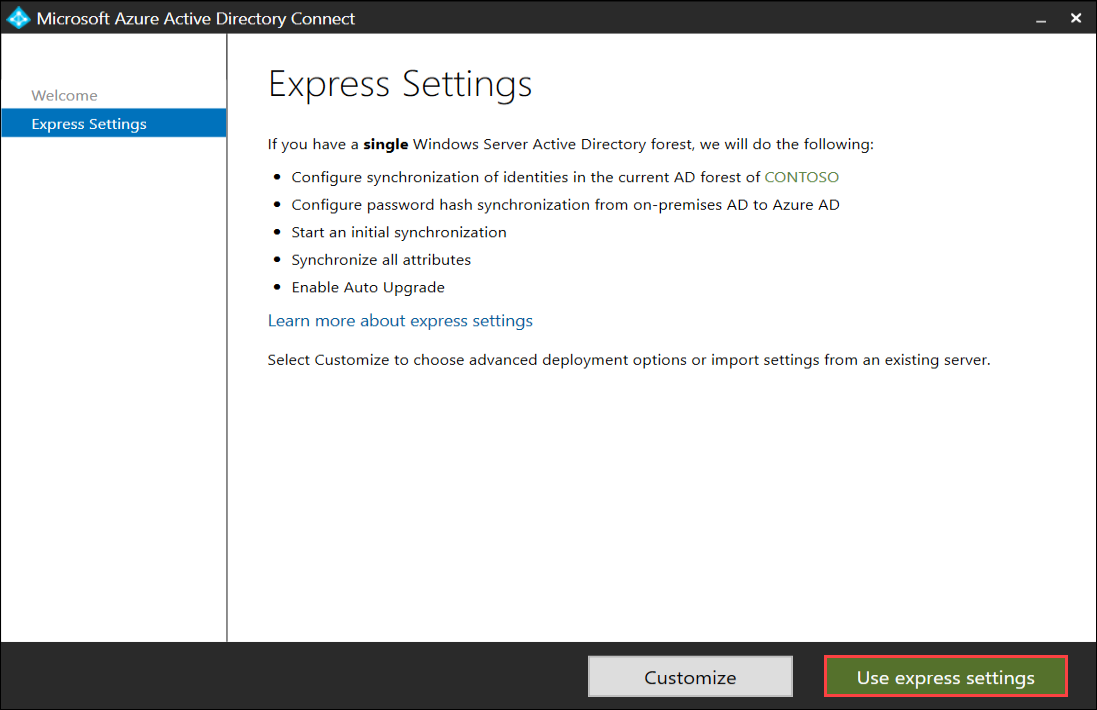 Microsoft Azure Active Directory Connect
Welcome
Express Settings
Express Settings
If you have a single Windows Server Active Directory forest, we will do the following:
Configure synchronization of identities in the current AD forest of CONTOSO
Configure password hash synchronization from on-premises AD to Azure AD
Start an initial synchronization
Synchronize all attributes
Enable Auto Upgrade
Learn more about express settings
Select Customize to choose advanced deployment options or import settings from an existing server.
Customize
Use express settings